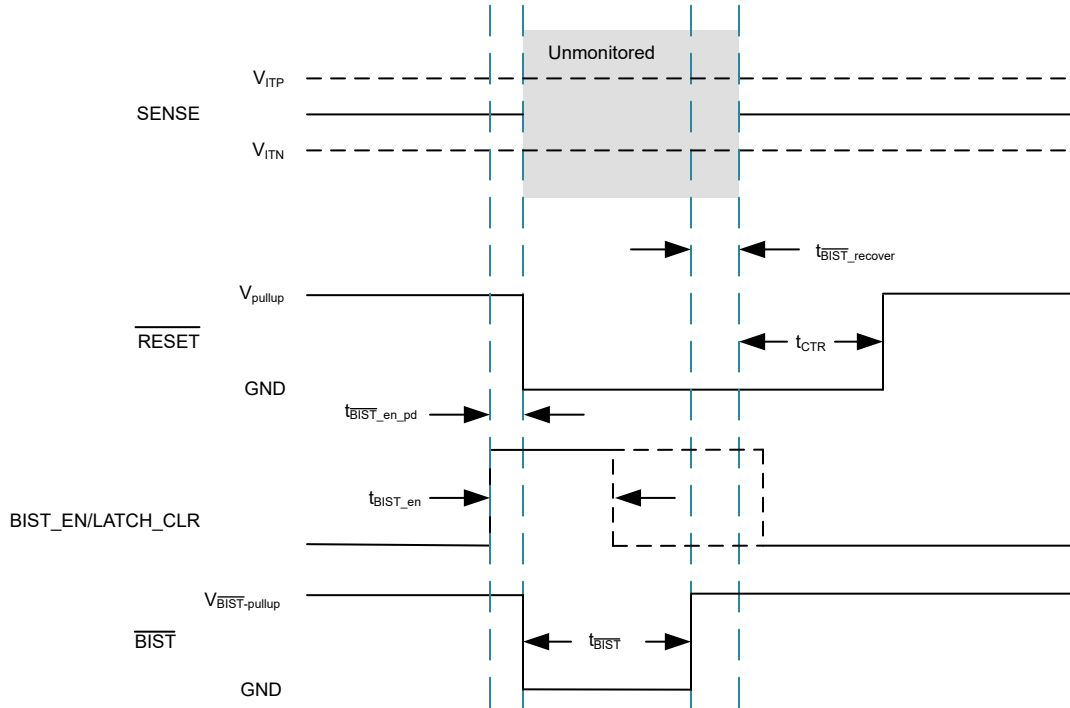 Unmonitored
VITP
SENSE
VITN
tBIST_recover
Vpullup
RESET
tCTR
GND
tBIST_en_pd
tBIST_en
BIST_EN/LATCH_CLR
VBIST-pullup
BIST
tBIST
GND